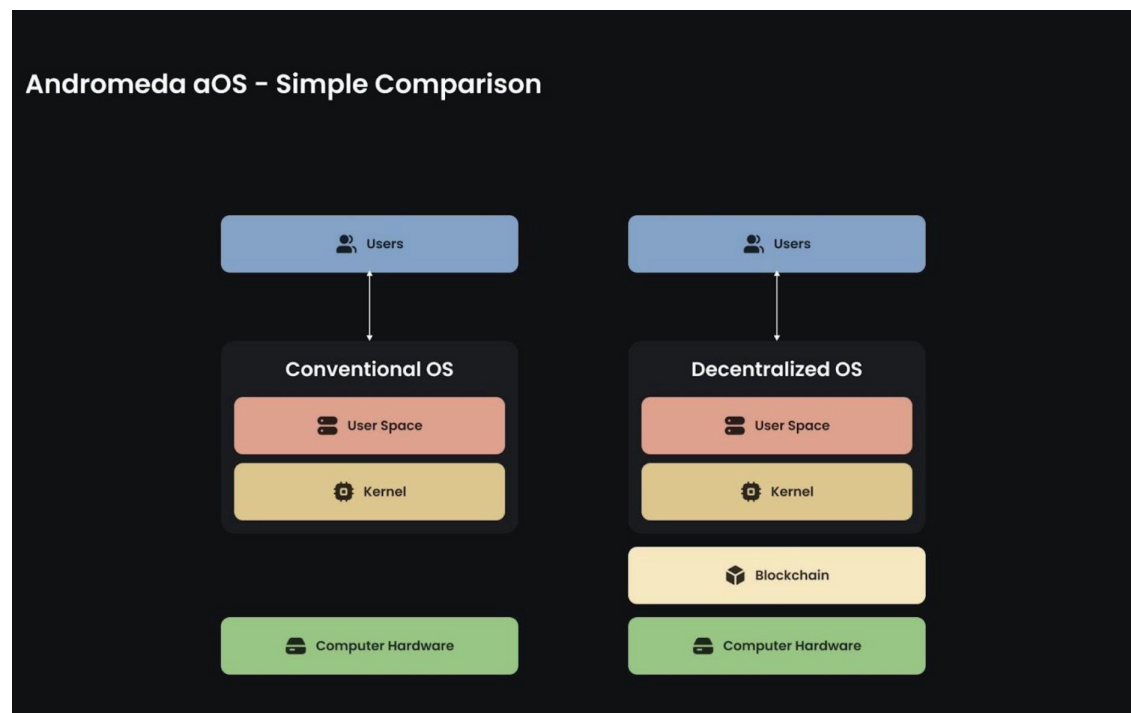 Andromeda aOS - Simple Comparison
Users
Conventional OS
User Space
Kernel
Computer Hardware
Users
Decentralized OS
User Space
Kernel
Blockchain
Computer Hardware